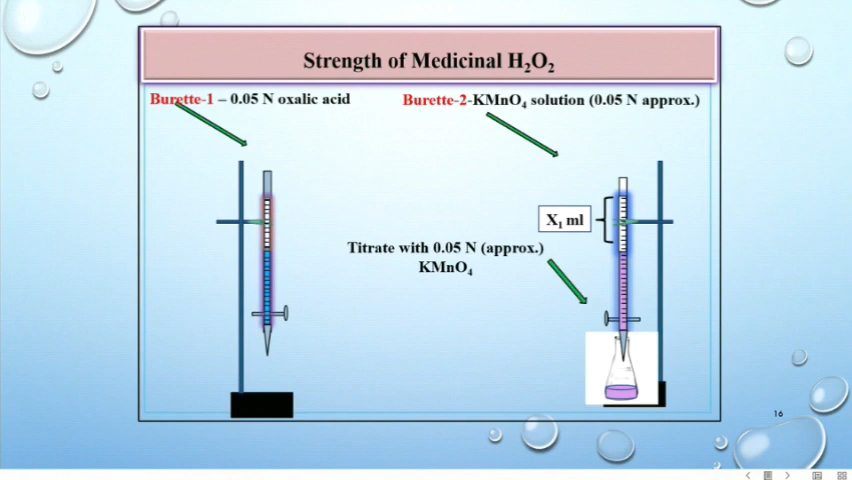 Strength of Medicinal H₂O₂
Burette-1 – 0.05 N oxalic acid
Burette-2-KMnO₄ solution (0.05 N approx.)
X₁ ml
Titrate with 0.05 N (approx.)
KMnO₄
16